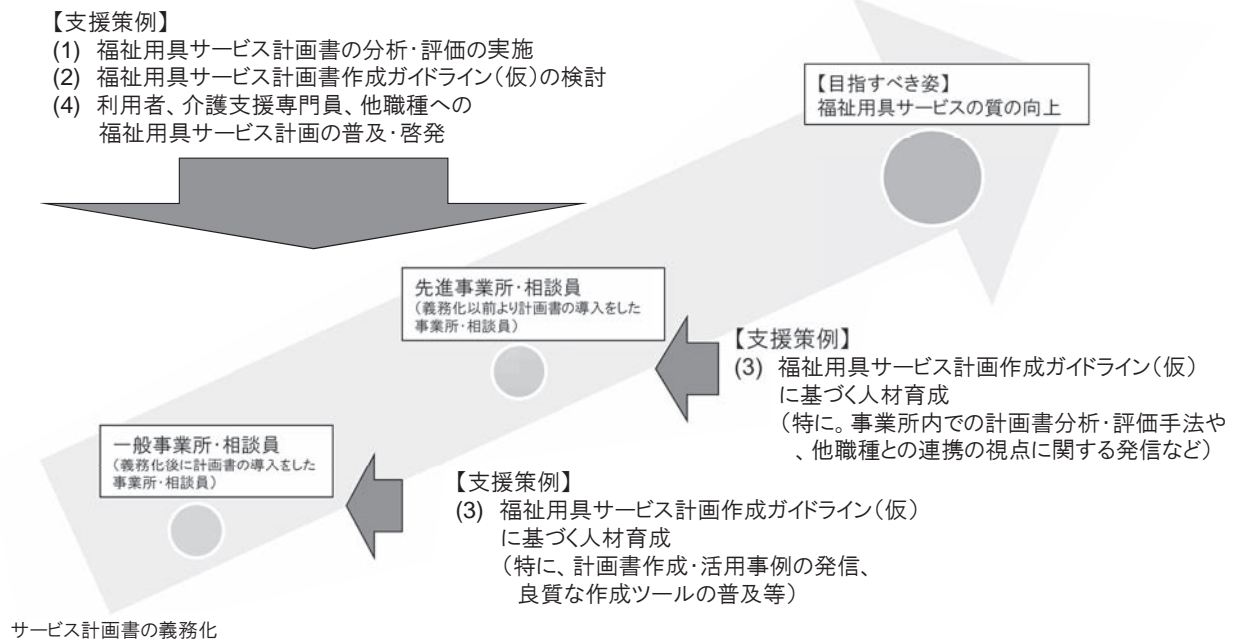 【支援策例】
(1) 福祉用具サービス計画書の分析･評価の実施
(2) 福祉用具サービス計画書作成ガイドライン（仮）の検討
(4) 利用者、介護支援専門員、他職種への
福祉用具サービス計画の普及･啓発
【目指すべき姿】
福祉用具サービスの質の向上
先進事業所･相談員
（義務化以前より計画書の導入をした
事業所･相談員）
【支援策例】
(3) 福祉用具サービス計画作成ガイドライン（仮）
に基づく人材育成
（特に。事業所内での計画書分析･評価手法や
、他職種との連携の視点に関する発信など）
一般事業所･相談員
（義務化後に計画書の導入をした
事業所･相談員）
【支援策例】
(3) 福祉用具サービス計画作成ガイドライン（仮）
に基づく人材育成
（特に、計画書作成･活用事例の発信、
良質な作成ツールの普及等）
サービス計画書の義務化